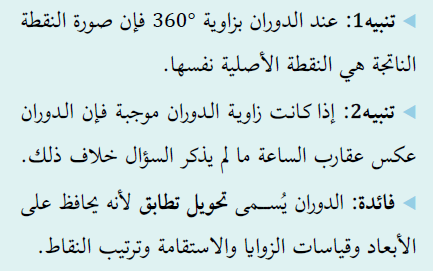 تنبيه1: عند الدوران بزاوية 360° فإن صورة النقطة
الناتجة هي النقطة الأصلية نفسها.
تنبيه2: إذا كانت زاوية الدوران موجبة فإن الدوران
عكس عقارب الساعة ما لم يذكر السؤال خلاف ذلك.
فائدة: الدوران يُسـمى تحويل تطابق لأنه يحافظ على
الأبعاد وقياسات الزوايا والاستقامة وترتيب النقاط.